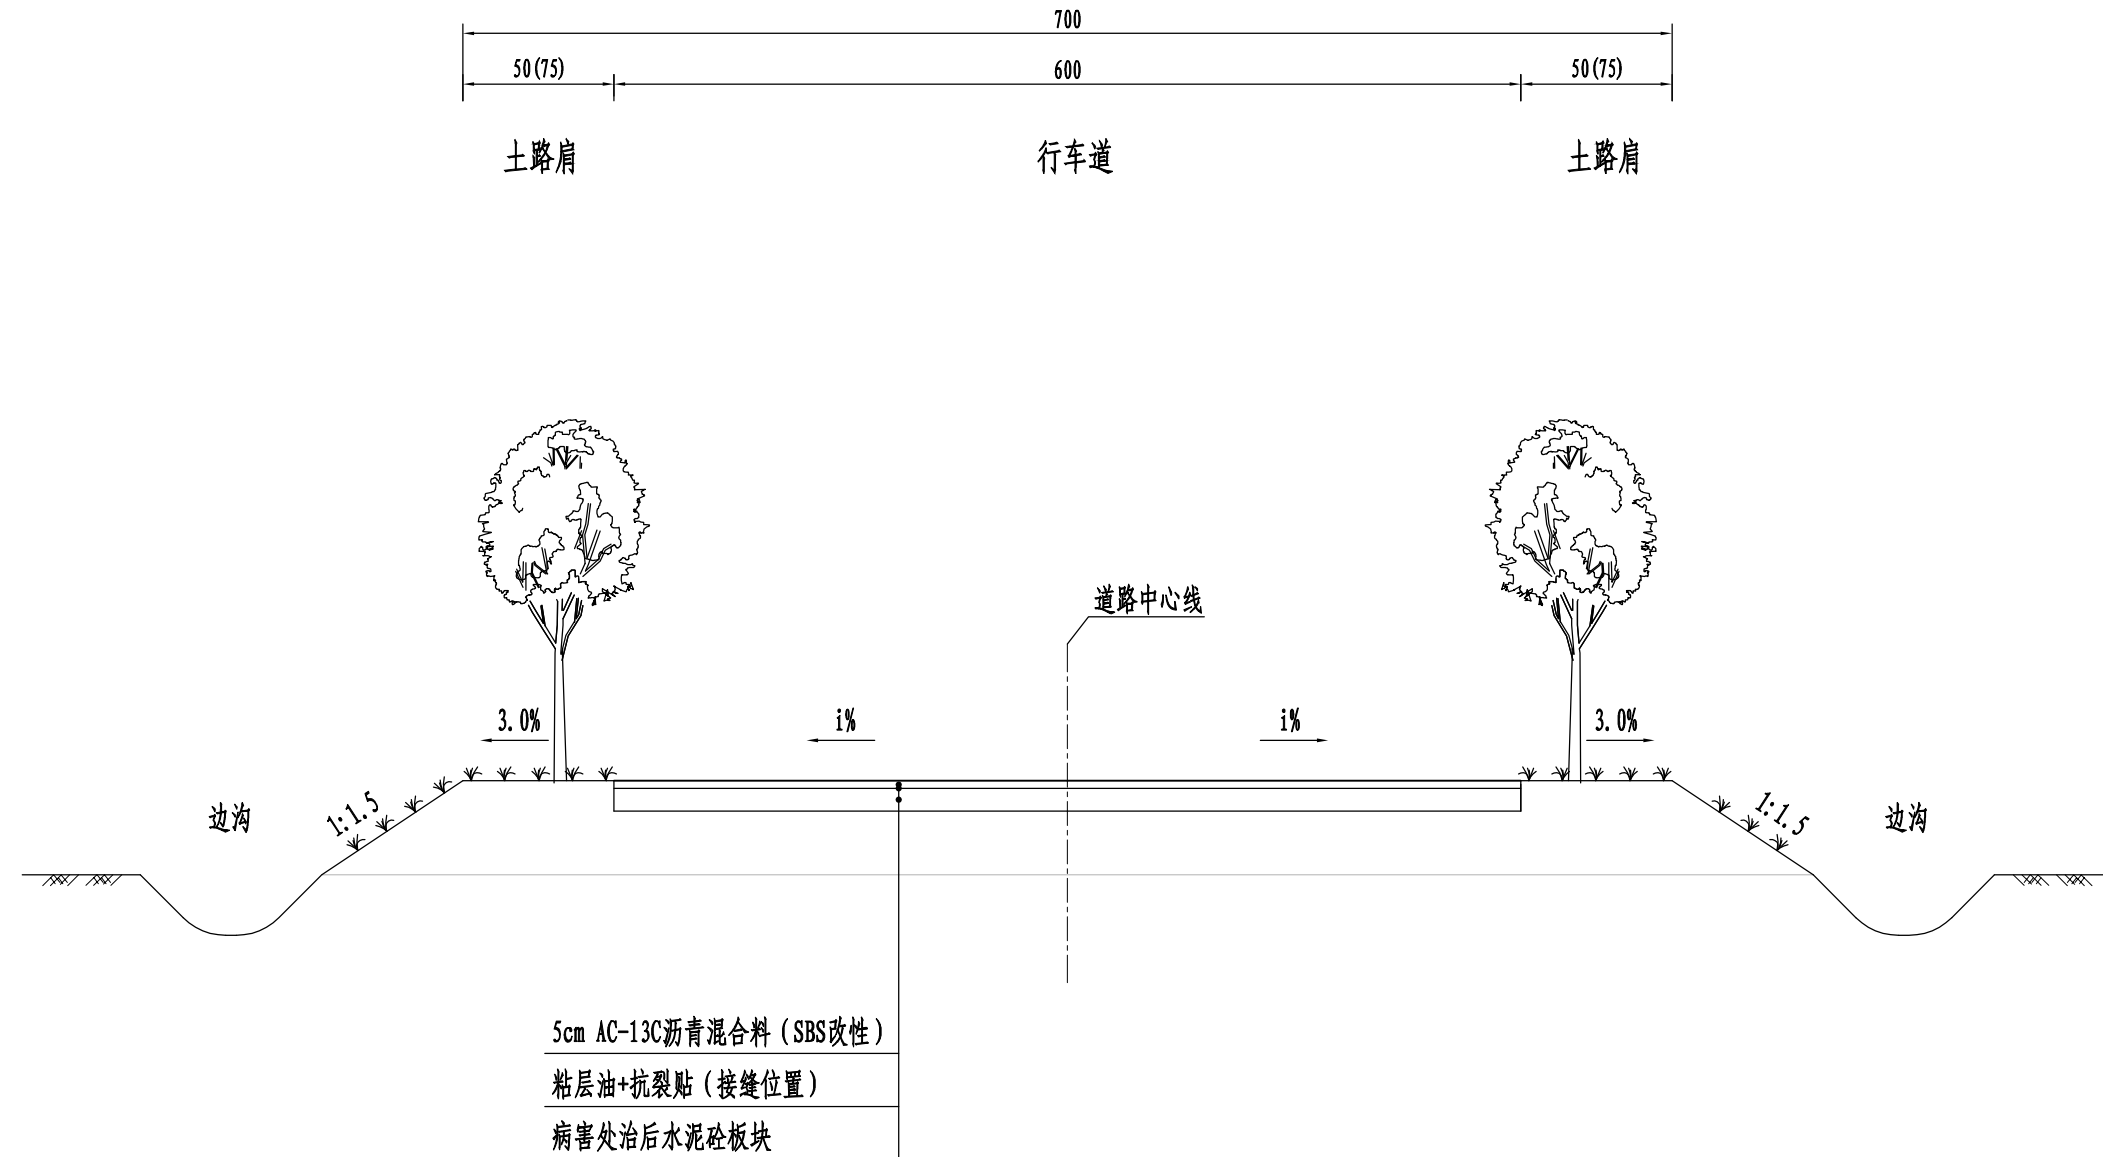 700
50(75) 600 50(75)
土路肩 行车道 土路肩
道路中心线
3.0% i% i% 3.0%
边沟 1:1.5 1:1.5 边沟
5cm AC-13C沥青混合料（SBS改性）
粘层油+抗裂贴（接缝位置）
病害处治后水泥砼板块